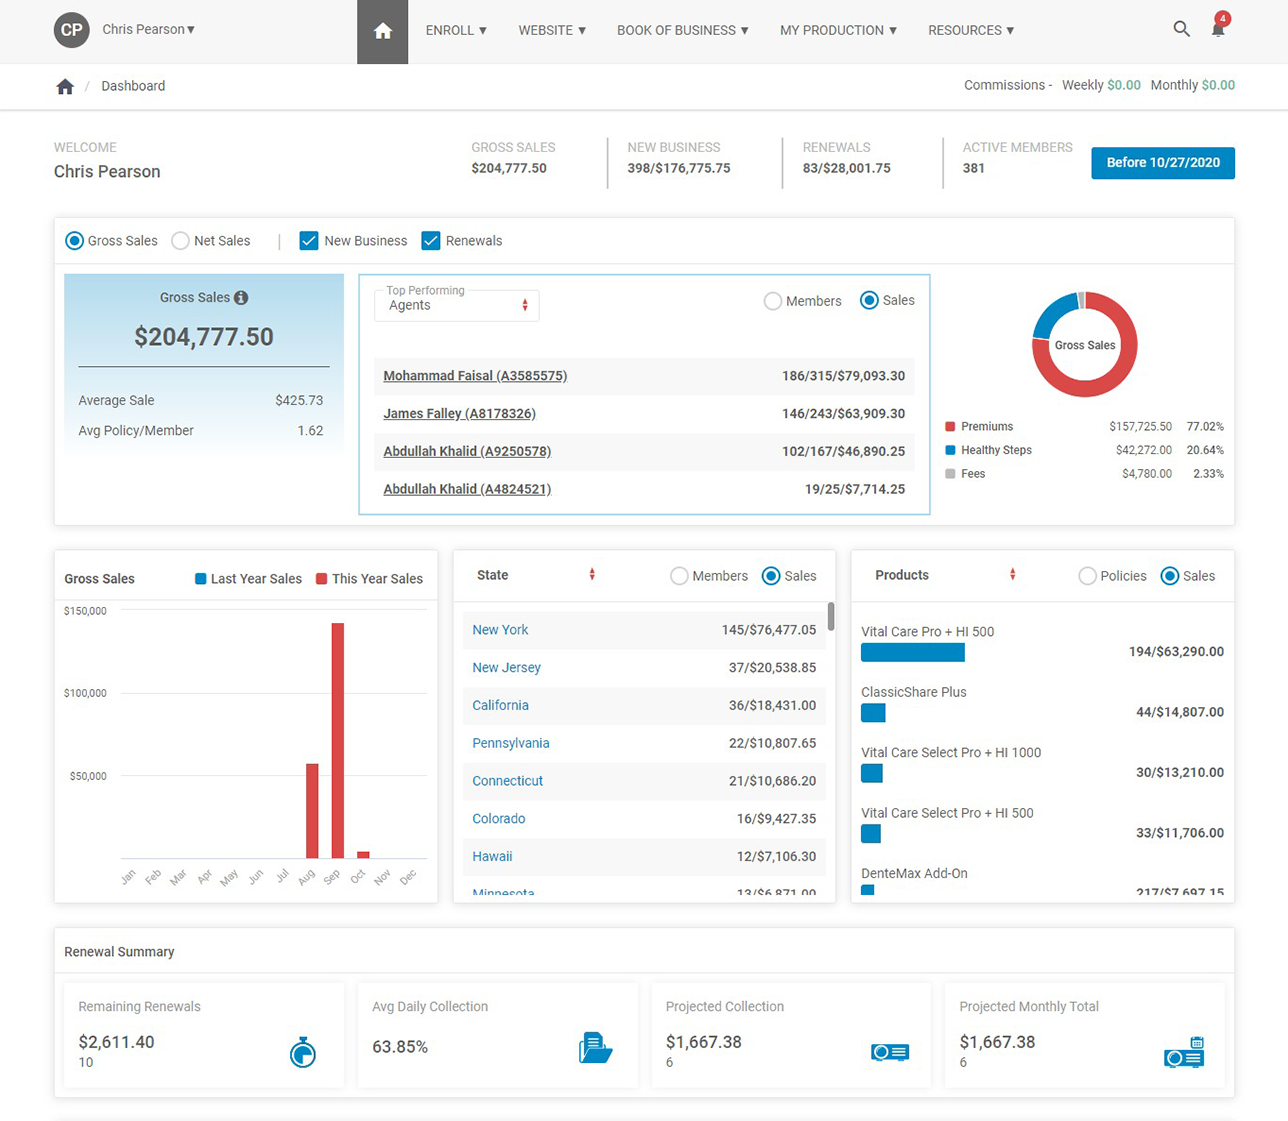 CP Chris Pearson ▾ ENROLL ▾ WEBSITE ▾ BOOK OF BUSINESS ▾ MY PRODUCTION ▾ RESOURCES ▾ 4
/ Dashboard Commissions - Weekly $0.00 Monthly $0.00
WELCOME GROSS SALES NEW BUSINESS RENEWALS ACTIVE MEMBERS
Chris Pearson $204,777.50 398/$176,775.75 83/$28,001.75 381 Before 10/27/2020
Gross Sales Net Sales | New Business Renewals
Gross Sales
$204,777.50
Average Sale $425.73
Avg Policy/Member 1.62
Top Performing
Agents Members Sales
Mohammad Faisal (A3585575) 186/315/$79,093.30
James Falley (A8178326) 146/243/$63,909.30
Abdullah Khalid (A9250578) 102/167/$46,890.25
Abdullah Khalid (A4824521) 19/25/$7,714.25
Gross Sales
Premiums $157,725.50 77.02%
Healthy Steps $42,272.00 20.64%
Fees $4,780.00 2.33%
Gross Sales Last Year Sales This Year Sales
$150,000
$100,000
$50,000
Jan Feb Mar Apr May Jun Jul Aug Sep Oct Nov Dec
State Members Sales
New York 145/$76,477.05
New Jersey 37/$20,538.85
California 36/$18,431.00
Pennsylvania 22/$10,807.65
Connecticut 21/$10,686.20
Colorado 16/$9,427.35
Hawaii 12/$7,106.30
Minnesota 13/$6,871.00
Products Policies Sales
Vital Care Pro + HI 500
194/$63,290.00
ClassicShare Plus
44/$14,807.00
Vital Care Select Pro + HI 1000
30/$13,210.00
Vital Care Select Pro + HI 500
33/$11,706.00
DenteMax Add-On
217/$7,697.15
Renewal Summary
Remaining Renewals
$2,611.40
10
Avg Daily Collection
63.85%
Projected Collection
$1,667.38
6
Projected Monthly Total
$1,667.38
6